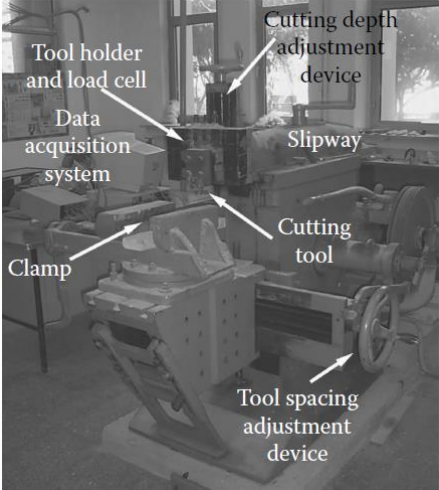 Cutting depth
adjustment
device
Tool holder
and load cell
Data
acquisition
system
Slipway
Cutting
tool
Clamp
Tool spacing
adjustment
device